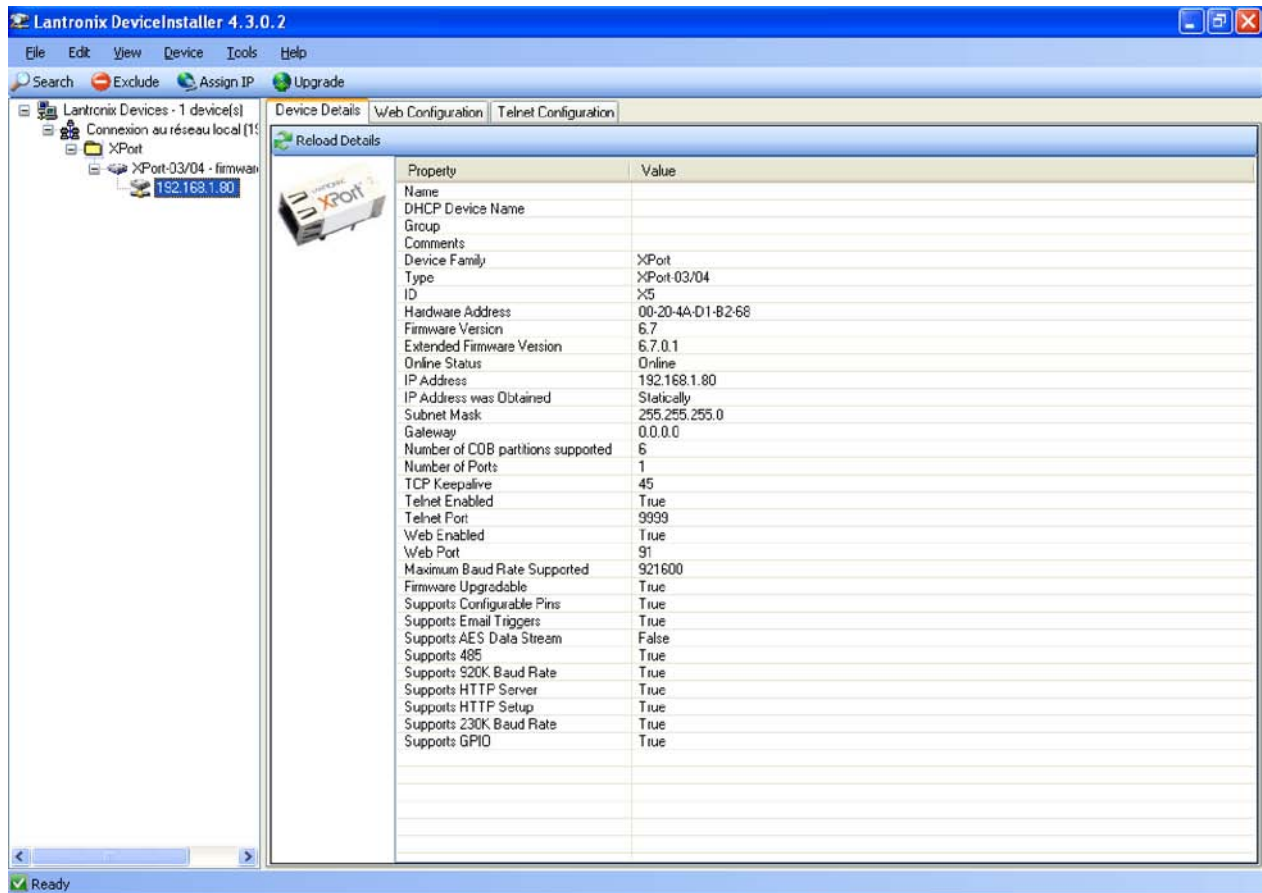 Lantronix DeviceInstaller 4.3.0.2
File Edit View Device Tools Help
Search Exclude Assign IP Upgrade
Lantronix Devices - 1 device(s)
Connexion au réseau local (19
XPort
XPort-03/04 - firmware
192.168.1.80
Device Details Web Configuration Telnet Configuration
Reload Details
XPort
Property Value
Name
DHCP Device Name
Group
Comments
Device Family XPort
Type XPort-03/04
ID X5
Hardware Address 00-20-4A-D1-B2-68
Firmware Version 6.7
Extended Firmware Version 6.7.0.1
Online Status Online
IP Address 192.168.1.80
IP Address was Obtained Statically
Subnet Mask 255.255.255.0
Gateway 0.0.0.0
Number of COB partitions supported 6
Number of Ports 1
TCP Keepalive 45
Telnet Enabled True
Telnet Port 9999
Web Enabled True
Web Port 91
Maximum Baud Rate Supported 921600
Firmware Upgradable True
Supports Configurable Pins True
Supports Email Triggers True
Supports AES Data Stream False
Supports 485 True
Supports 920K Baud Rate True
Supports HTTP Server True
Supports HTTP Setup True
Supports 230K Baud Rate True
Supports GPIO True
Ready